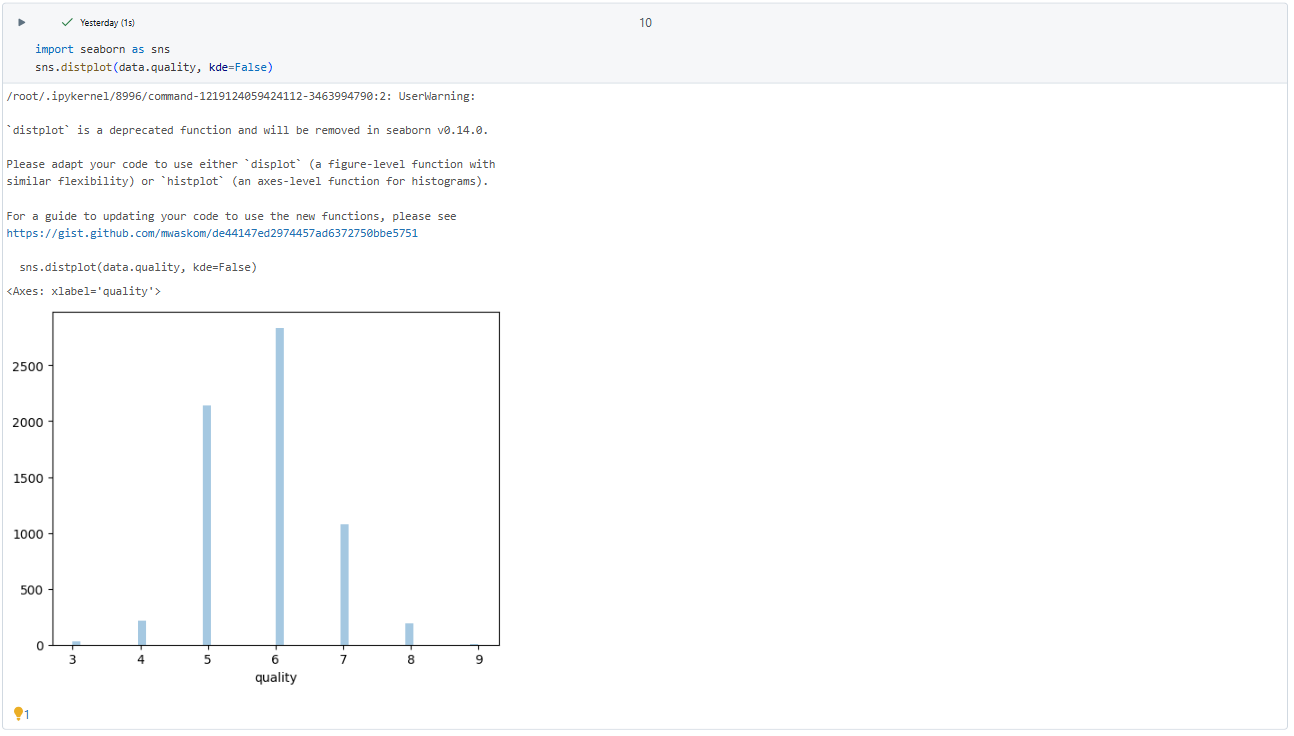 Yesterday (1s)
10
import seaborn as sns
sns.distplot(data.quality, kde=False)
/root/.ipykernel/8996/command-1219124059424112-3463994790:2: UserWarning:
`distplot` is a deprecated function and will be removed in seaborn v0.14.0.
Please adapt your code to use either `displot` (a figure-level function with
similar flexibility) or `histplot` (an axes-level function for histograms).
For a guide to updating your code to use the new functions, please see
https://gist.github.com/mwaskom/de44147ed2974457ad6372750bbe5751
sns.distplot(data.quality, kde=False)
<Axes: xlabel='quality'>
2500
2000
1500
1000
500
0
3 4 5 6 7 8 9
quality
1